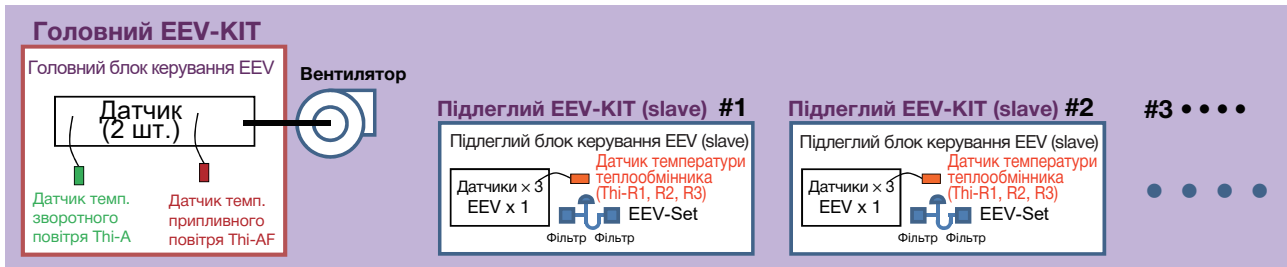 Головний EEV-KIT
Головний блок керування EEV
Датчик
(2 шт.)
Датчик темп.
зворотного
повітря Thi-A
Датчик темп.
припливного
повітря Thi-AF
Вентилятор
Підлеглий EEV-KIT (slave) #1
Підлеглий блок керування EEV (slave)
Датчики × 3
EEV x 1
Датчик температури
теплообмінника
(Thi-R1, R2, R3)
EEV-Set
Фільтр Фільтр
Підлеглий EEV-KIT (slave) #2
Підлеглий блок керування EEV (slave)
Датчики × 3
EEV x 1
Датчик температури
теплообмінника
(Thi-R1, R2, R3)
EEV-Set
Фільтр Фільтр
#3 • • • •